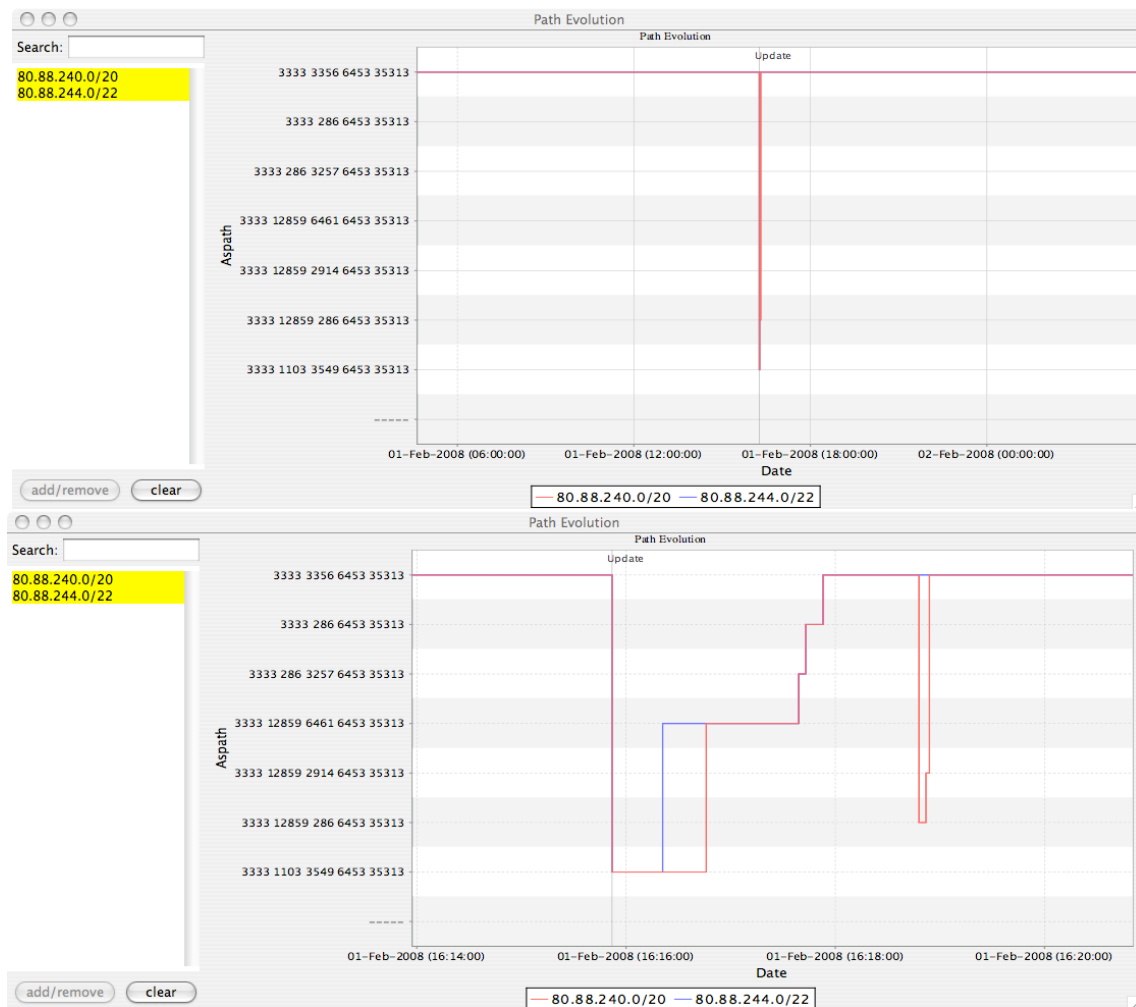 Path Evolution
Path Evolution
Search:
Update
80.88.240.0/20
80.88.244.0/22
3333 3356 6453 35313
3333 286 6453 35313
3333 286 3257 6453 35313
3333 12859 6461 6453 35313
3333 12859 2914 6453 35313
3333 12859 286 6453 35313
3333 1103 3549 6453 35313
-----
Aspath
01-Feb-2008 (06:00:00) 01-Feb-2008 (12:00:00) 01-Feb-2008 (18:00:00) 02-Feb-2008 (00:00:00)
Date
add/remove clear
80.88.240.0/20 80.88.244.0/22
Path Evolution
Path Evolution
Search:
Update
80.88.240.0/20
80.88.244.0/22
3333 3356 6453 35313
3333 286 6453 35313
3333 286 3257 6453 35313
3333 12859 6461 6453 35313
3333 12859 2914 6453 35313
3333 12859 286 6453 35313
3333 1103 3549 6453 35313
-----
Aspath
01-Feb-2008 (16:14:00) 01-Feb-2008 (16:16:00) 01-Feb-2008 (16:18:00) 01-Feb-2008 (16:20:00)
Date
add/remove clear
80.88.240.0/20 80.88.244.0/22